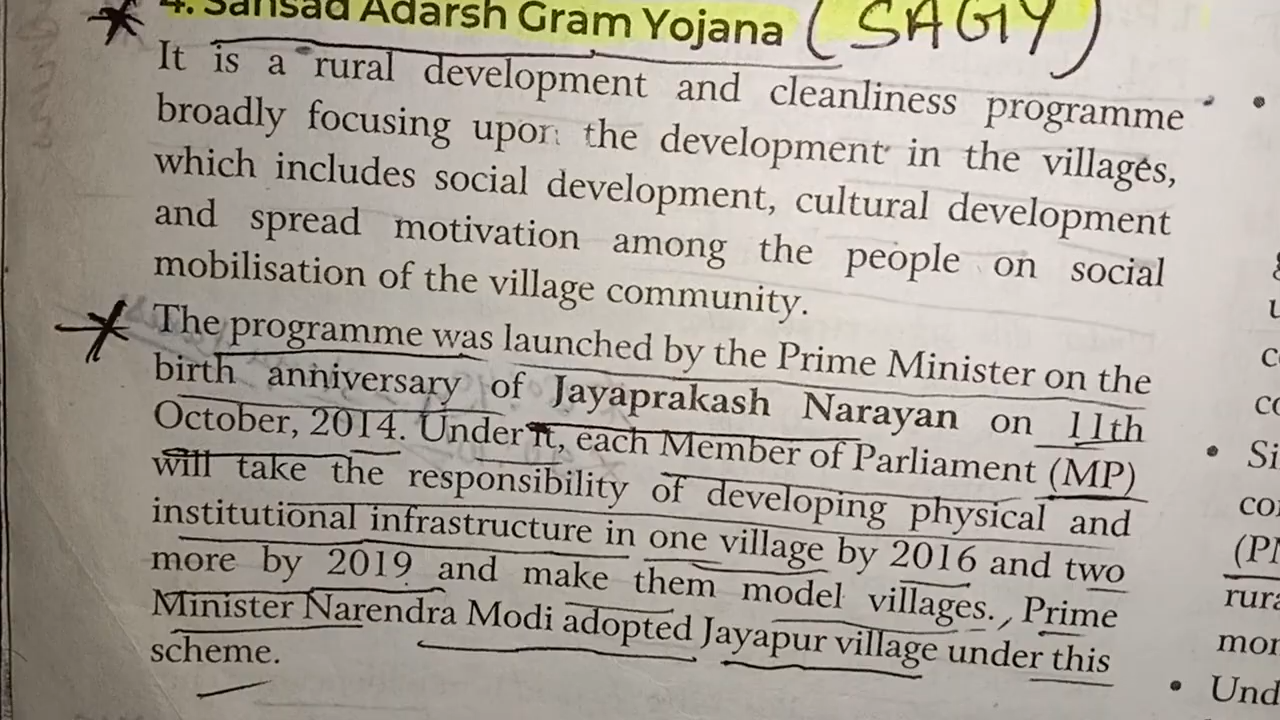 4. Sansad Adarsh Gram Yojana (SAGY)
It is a rural development and cleanliness programme
broadly focusing upon the development in the villages,
which includes social development, cultural development
and spread motivation among the people on social
mobilisation of the village community.
The programme was launched by the Prime Minister on the
birth anniversary of Jayaprakash Narayan on 11th
October, 2014. Under it, each Member of Parliament (MP)
will take the responsibility of developing physical and
institutional infrastructure in one village by 2016 and two
more by 2019 and make them model villages. Prime
Minister Narendra Modi adopted Jayapur village under this
scheme.
Si
(PM
Und